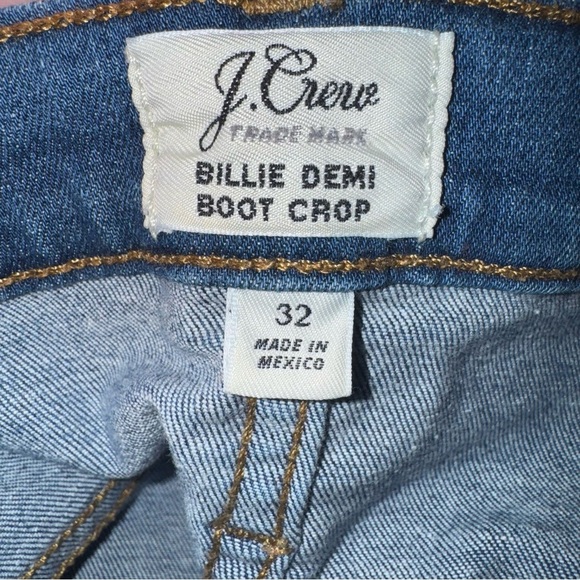 J.Crew
TRADE MARK
BILLIE DEMI
BOOT CROP
32
MADE IN
MEXICO